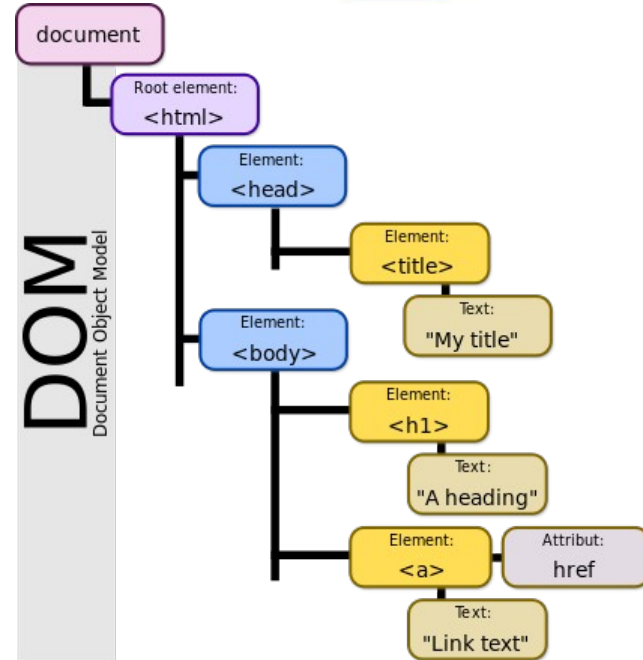 document
Root element:
<html>
Element:
<head>
Element:
<title>
Text:
"My title"
Element:
<body>
Element:
<h1>
Text:
"A heading"
Element:
<a>
Attribut:
href
Text:
"Link text"
DOM
Document Object Model